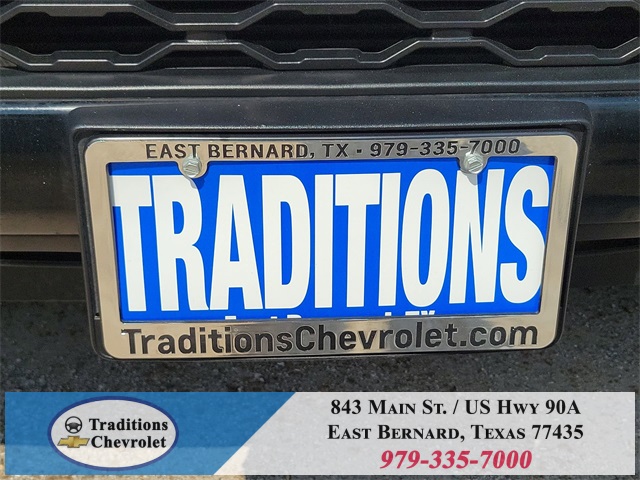 EAST BERNARD, TX - 979-335-7000
TRADITIONS
TraditionsChevrolet.com
Traditions
Chevrolet
843 Main St. / US Hwy 90A
East Bernard, Texas 77435
979-335-7000